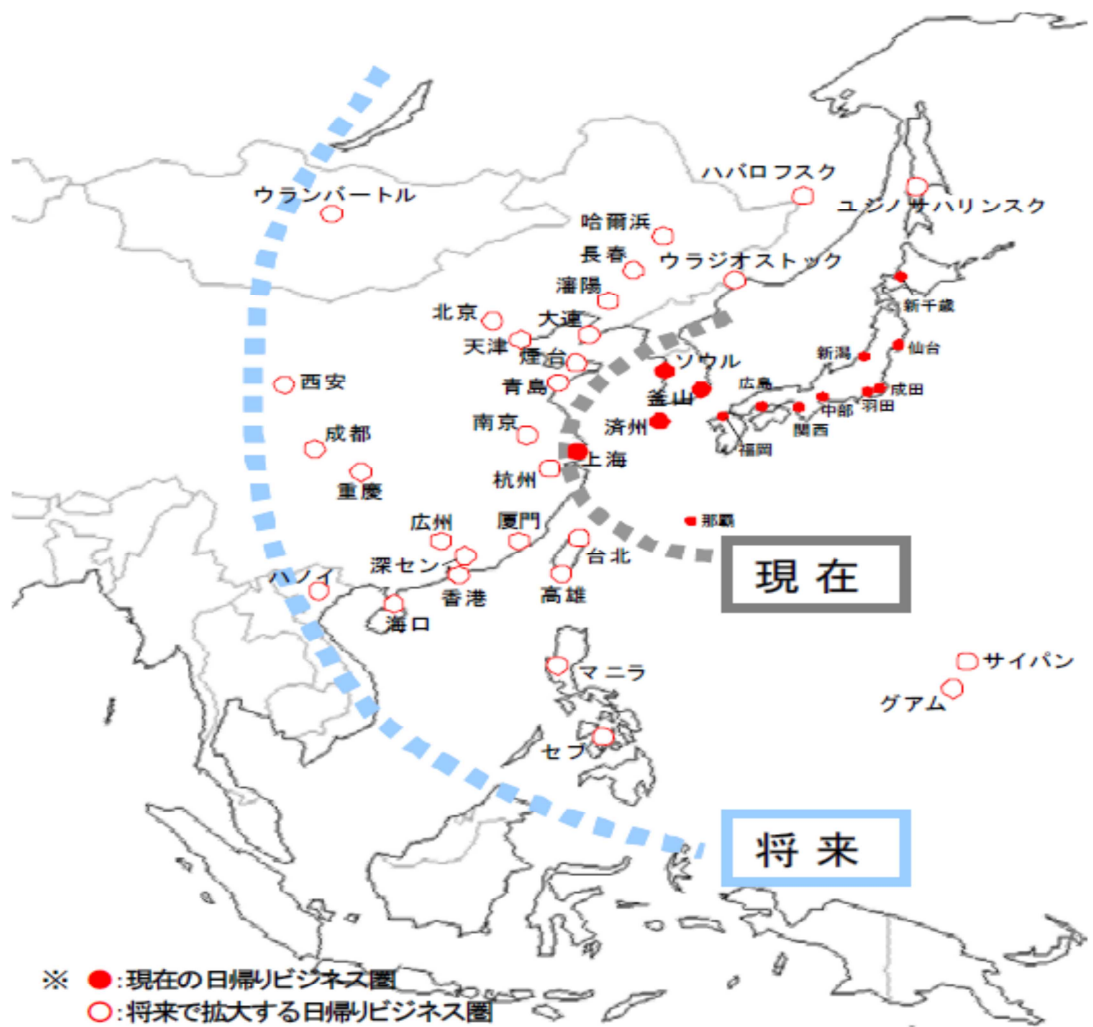 ハバロフスク
ウランバートル
ユジノサハリンスク
哈爾浜
長春
ウラジオストック
瀋陽
新千歳
北京
大連
天津
煙台
ソウル
新潟
仙台
西安
青島
釜山
広島
成田
羽田
中部
関西
南京
済州
福岡
成都
上海
杭州
重慶
広州
厦門
那覇
深セン
台北
現在
ハノイ
香港
高雄
海口
マニラ
サイパン
グアム
セブ
将来
※ ●:現在の日帰りビジネス圏
○:将来で拡大する日帰りビジネス圏